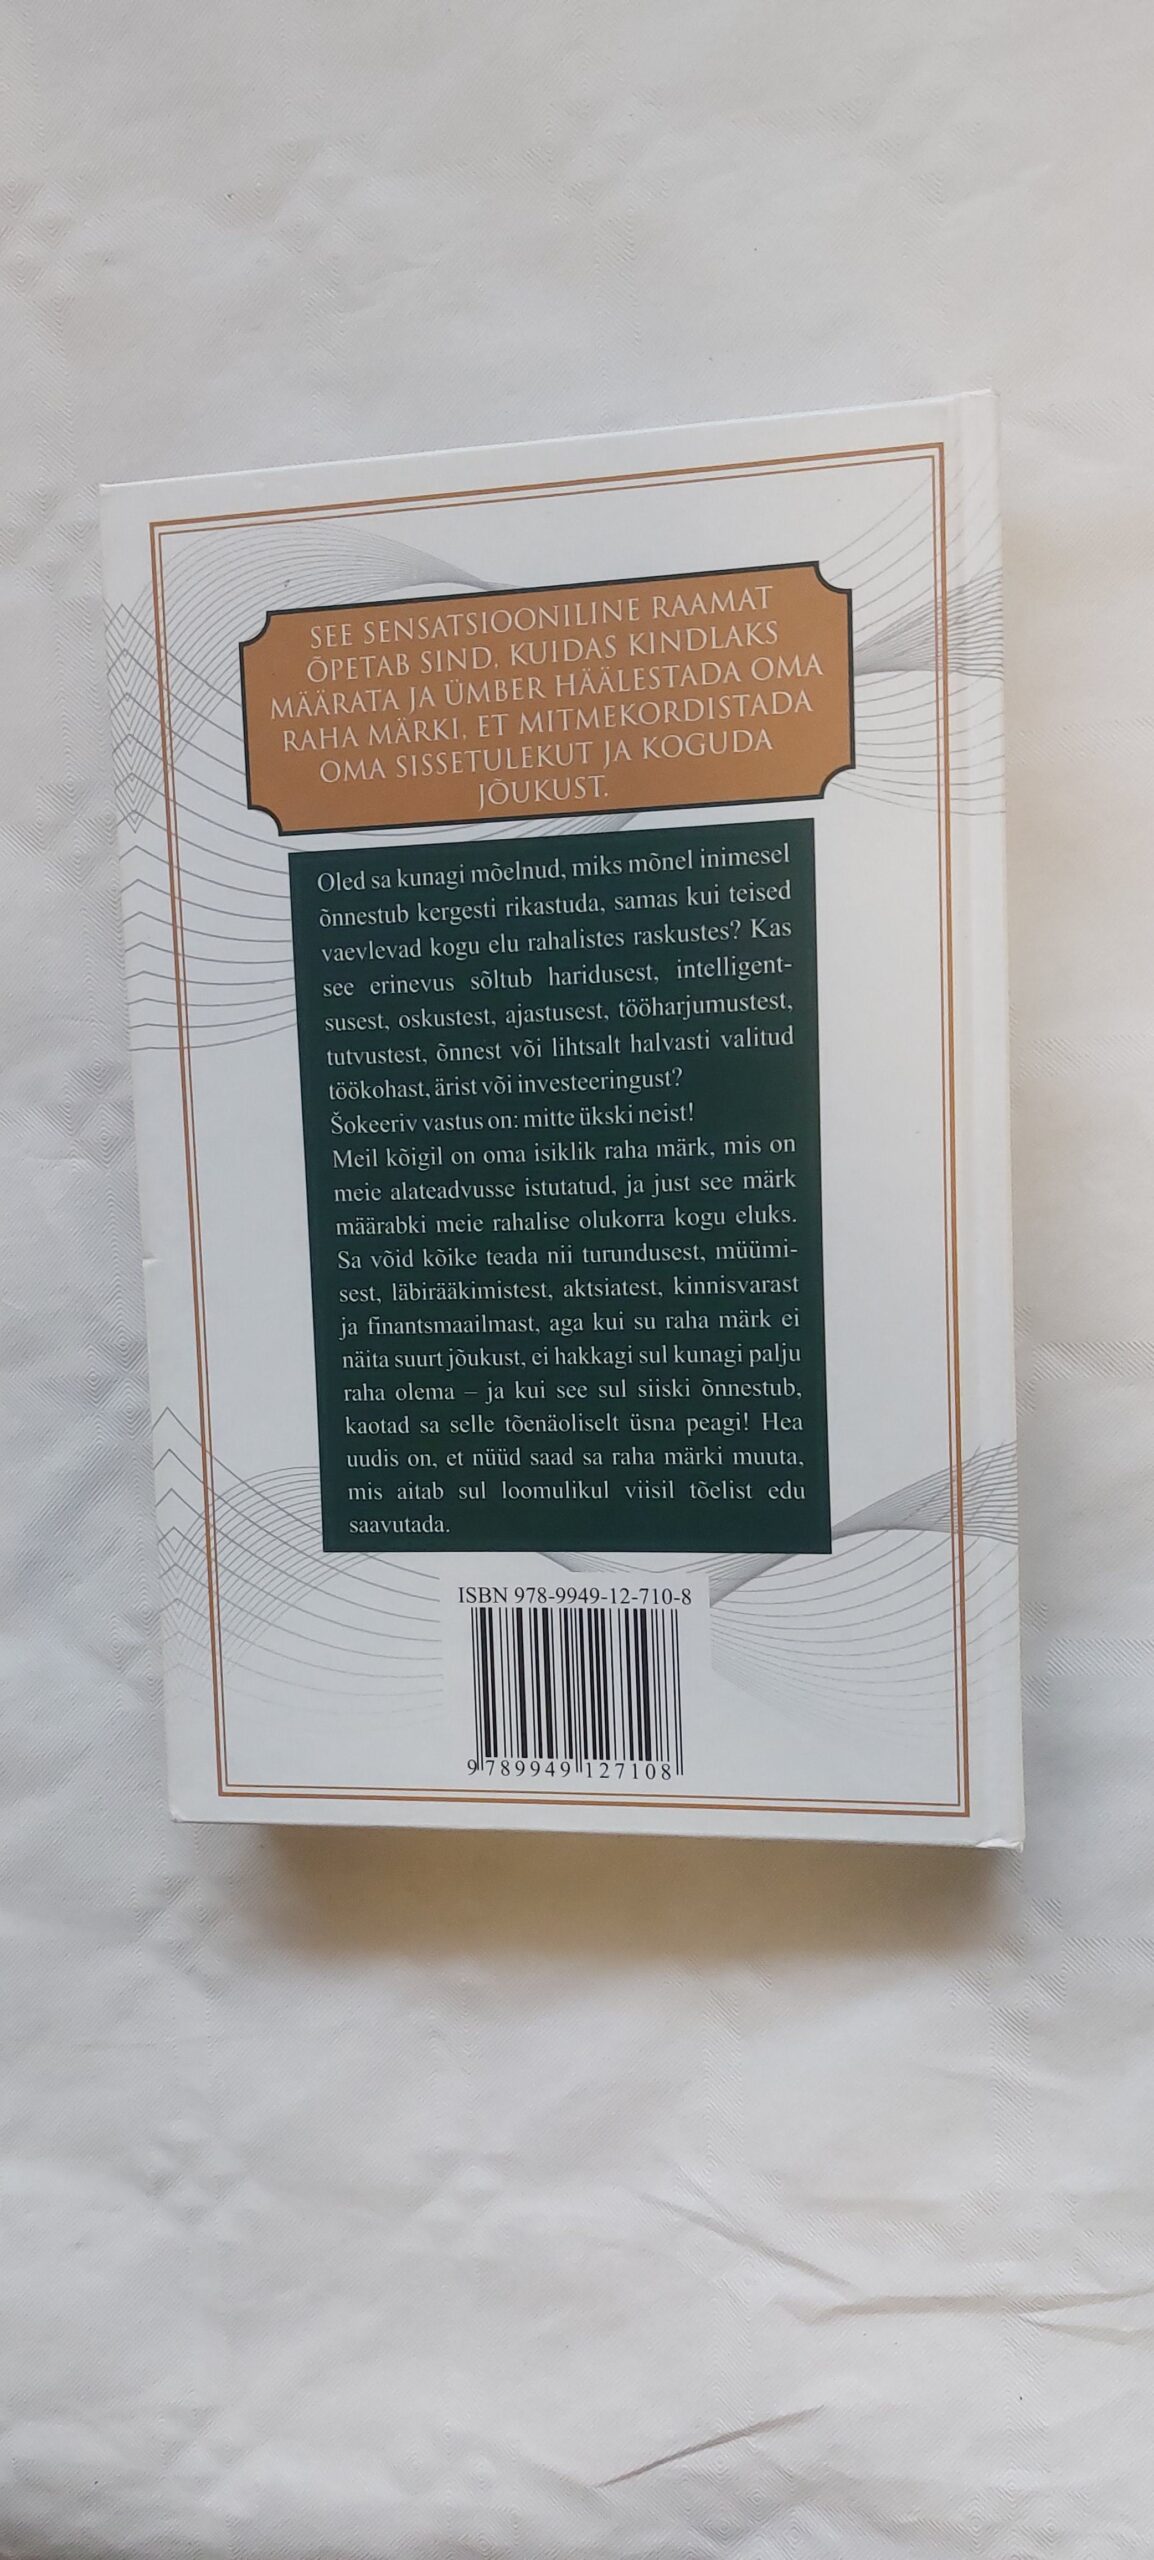 SEE SENSATSIOONILINE RAAMAT
ÕPETAB SIND, KUIDAS KINDLAKS
MÄÄRATA JA ÜMBER HÄÄLESTADA OMA
RAHA MÄRKI, ET MITMEKORDISTADA
OMA SISSETULEKUT JA KOGUDA
JÕUKUST.
Oled sa kunagi mõelnud, miks mõnel inimesel
õnnestub kergesti rikastuda, samas kui teised
vaevlevad kogu elu rahalistes raskustes? Kas
see erinevus sõltub haridusest, intelligent-
susest, oskustest, ajastusest, tööharjumustest,
tutvustest, õnnest või lihtsalt halvasti valitud
töökohast, ärist või investeeringust?
Šokeeriv vastus on: mitte ükski neist!
Meil kõigil on oma isiklik raha märk, mis on
meie alateadvusse istutatud, ja just see märk
määrabki meie rahalise olukorra kogu eluks.
Sa võid kõike teada nii turundusest, müümi-
sest, läbirääkimistest, aktsiatest, kinnisvarast
ja finantsmaailmast, aga kui su raha märk ei
näita suurt jõukust, ei hakkagi sul kunagi palju
raha olema – ja kui see sul siiski õnnestub,
kaotad sa selle tõenäoliselt üsna peagi! Hea
uudis on, et nüüd saad sa raha märki muuta,
mis aitab sul loomulikul viisil tõelist edu
saavutada.
ISBN 978-9949-12-710-8
9 789949 127108